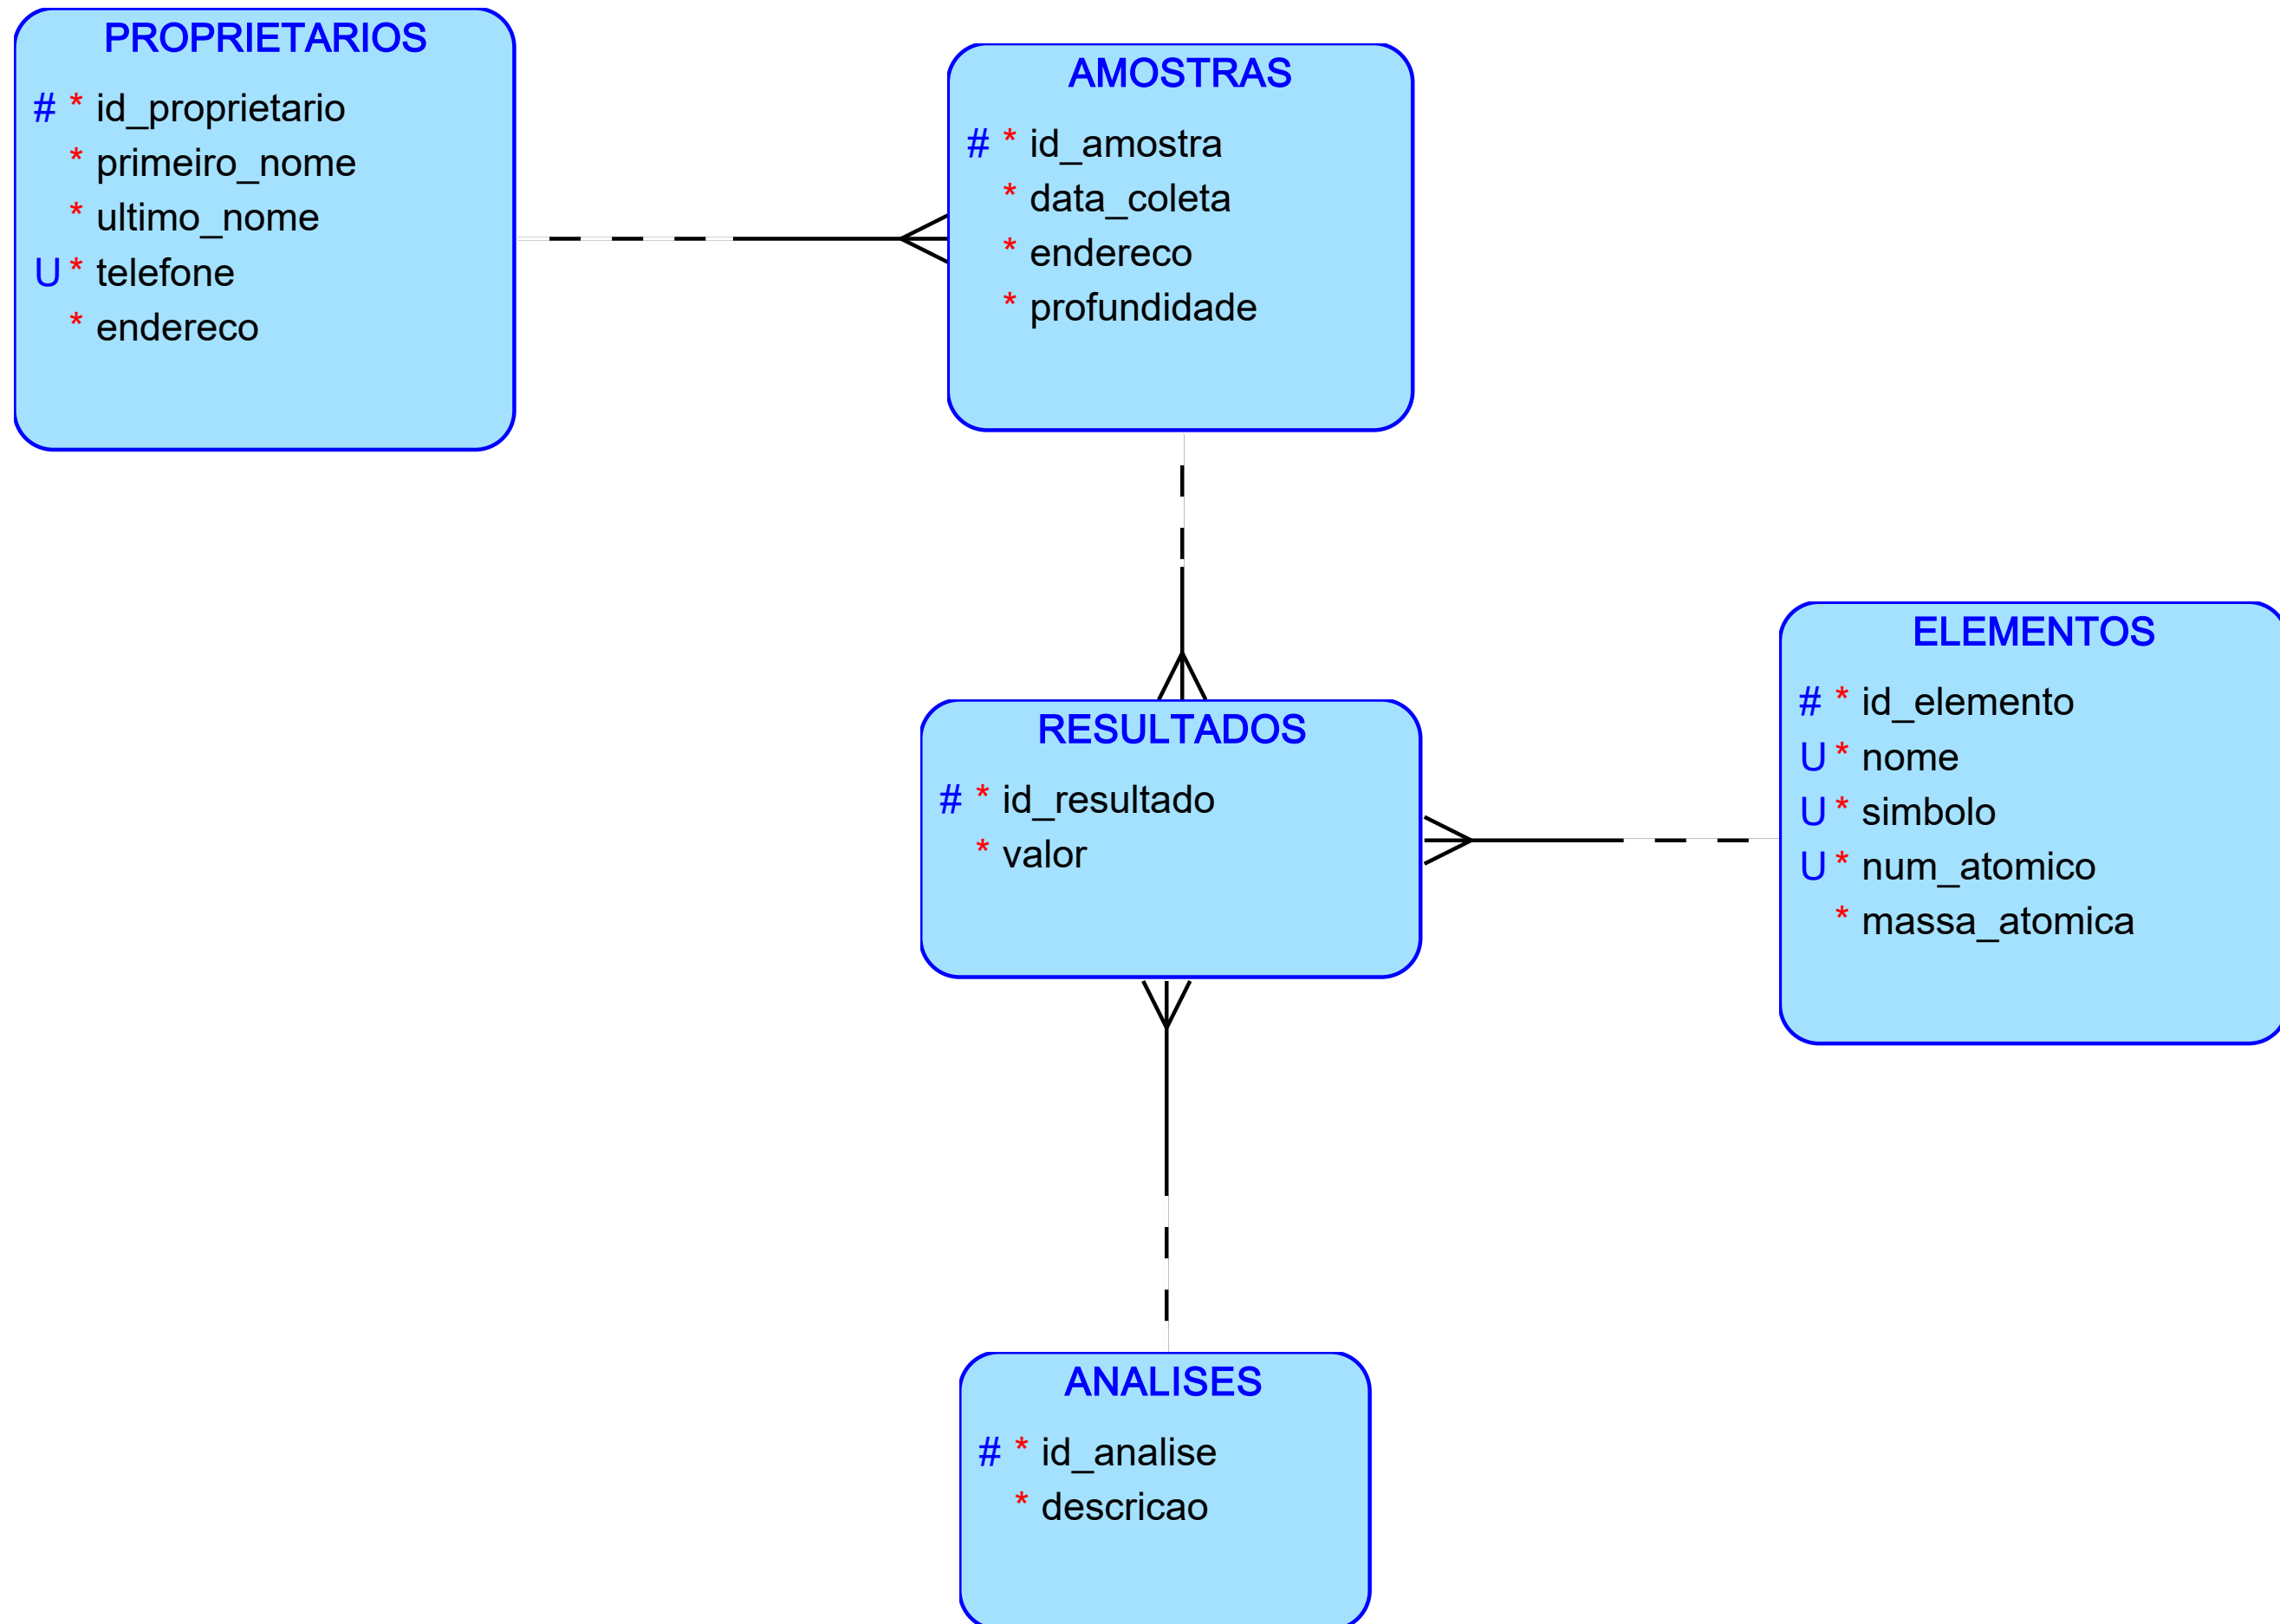 PROPRIETARIOS
# * id_proprietario
* primeiro_nome
* ultimo_nome
U * telefone
* endereco
AMOSTRAS
# * id_amostra
* data_coleta
* endereco
* profundidade
RESULTADOS
# * id_resultado
* valor
ELEMENTOS
# * id_elemento
U * nome
U * simbolo
U * num_atomico
* massa_atomica
ANALISES
# * id_analise
* descricao